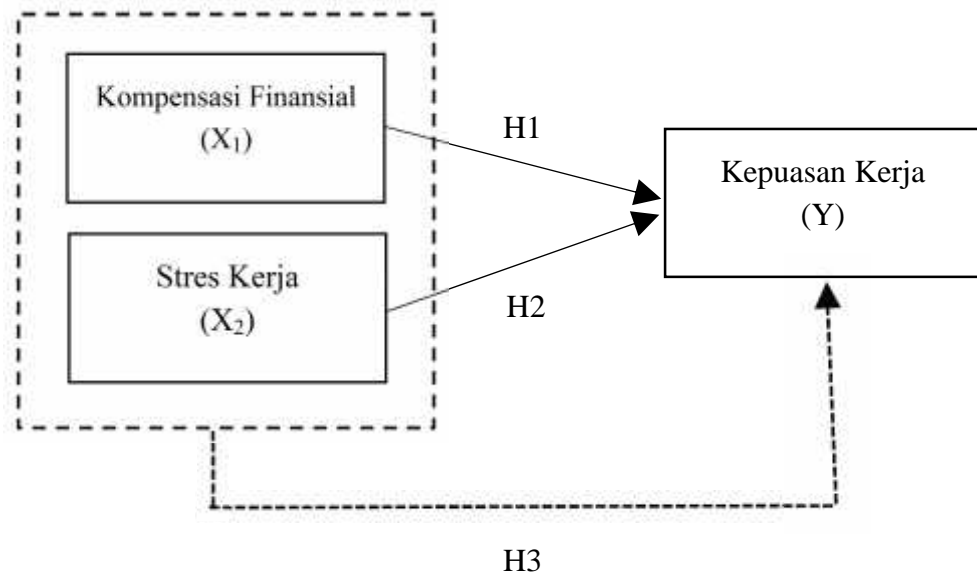 Kompensasi Finansial
(X₁)
H1
Kepuasan Kerja
(Y)
Stres Kerja
(X₂)
H2
H3